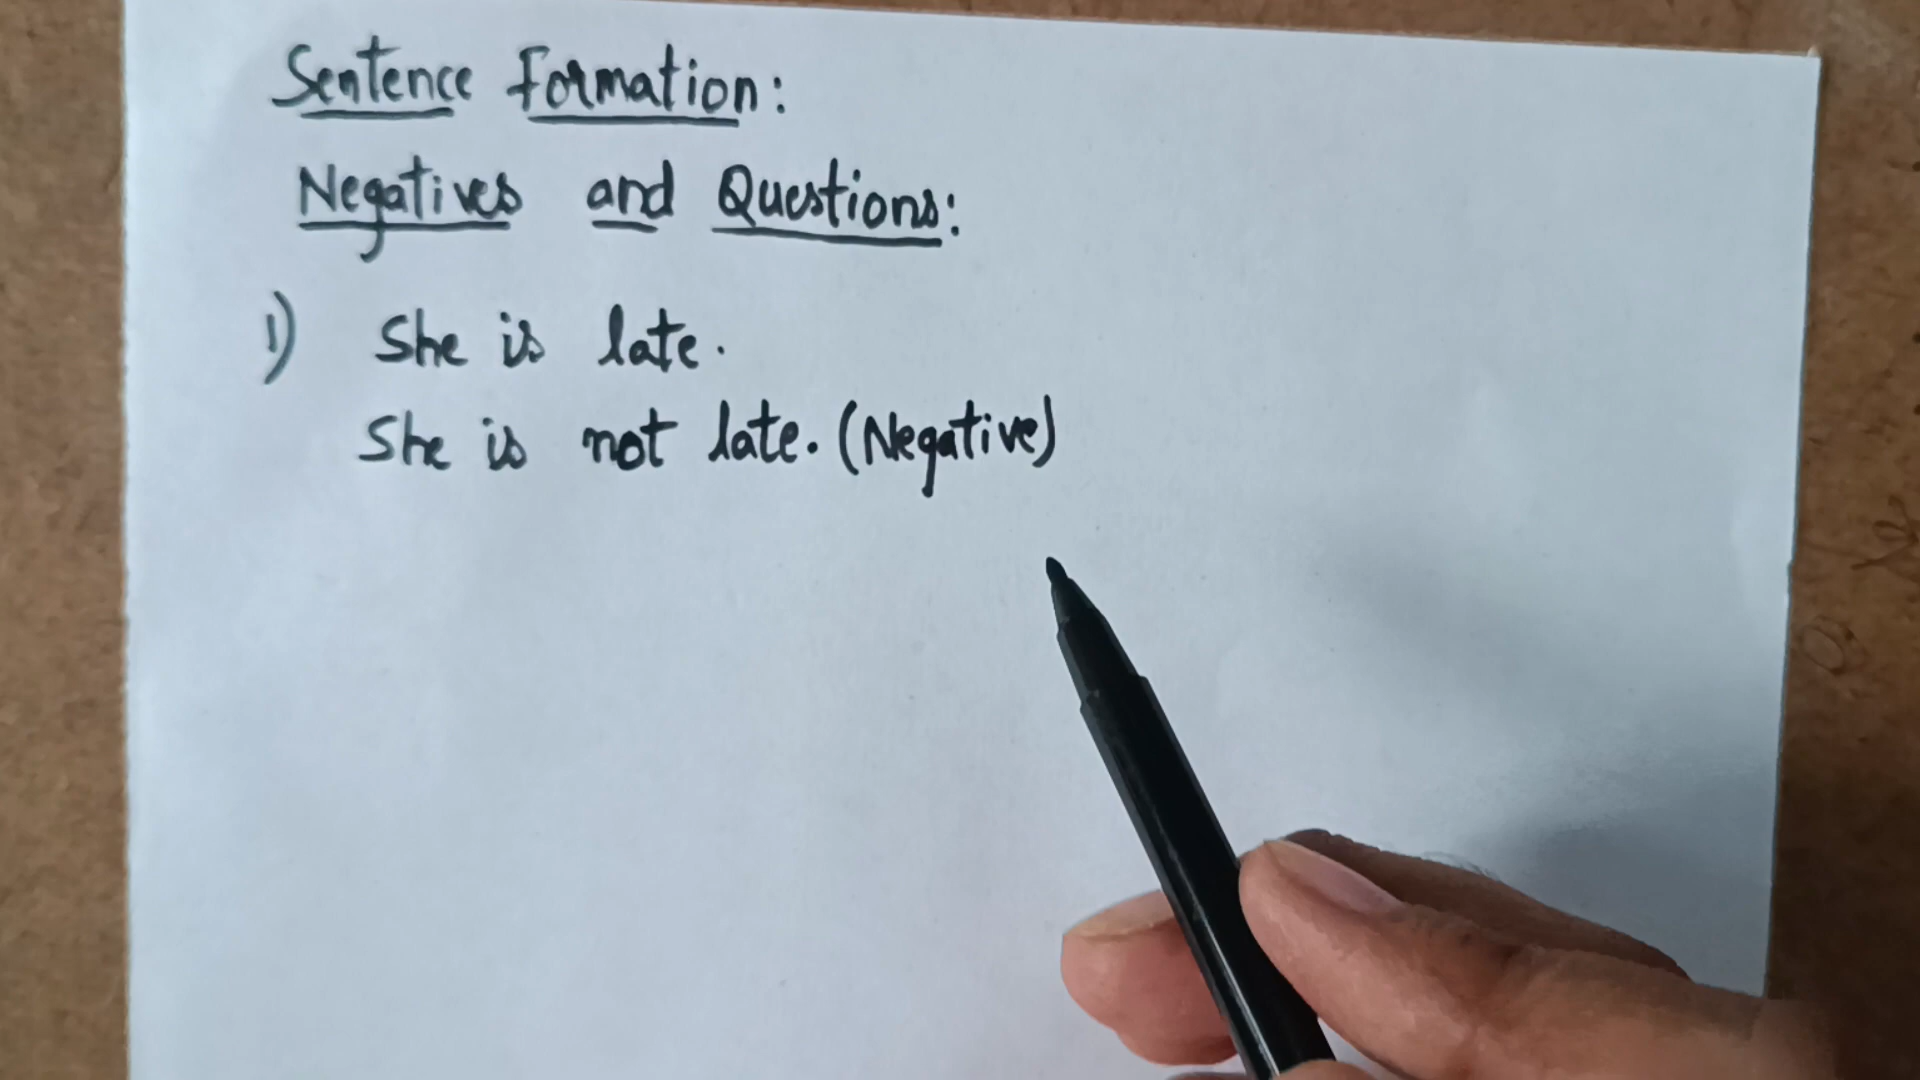 Sentence Formation:
Negatives and Questions:
1) She is late.
She is not late. (Negative)